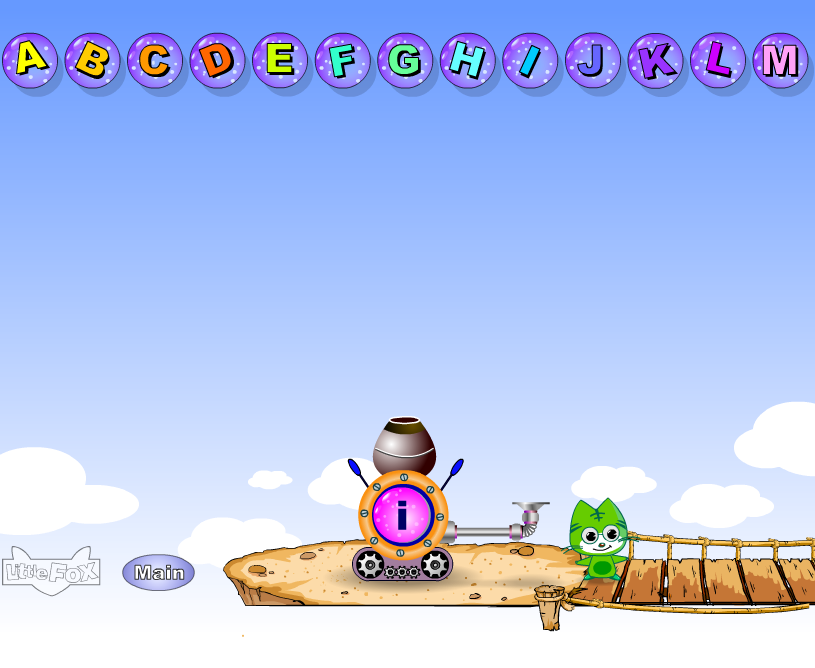 A B C D E F G H I J K L M
i
Little Fox
Main